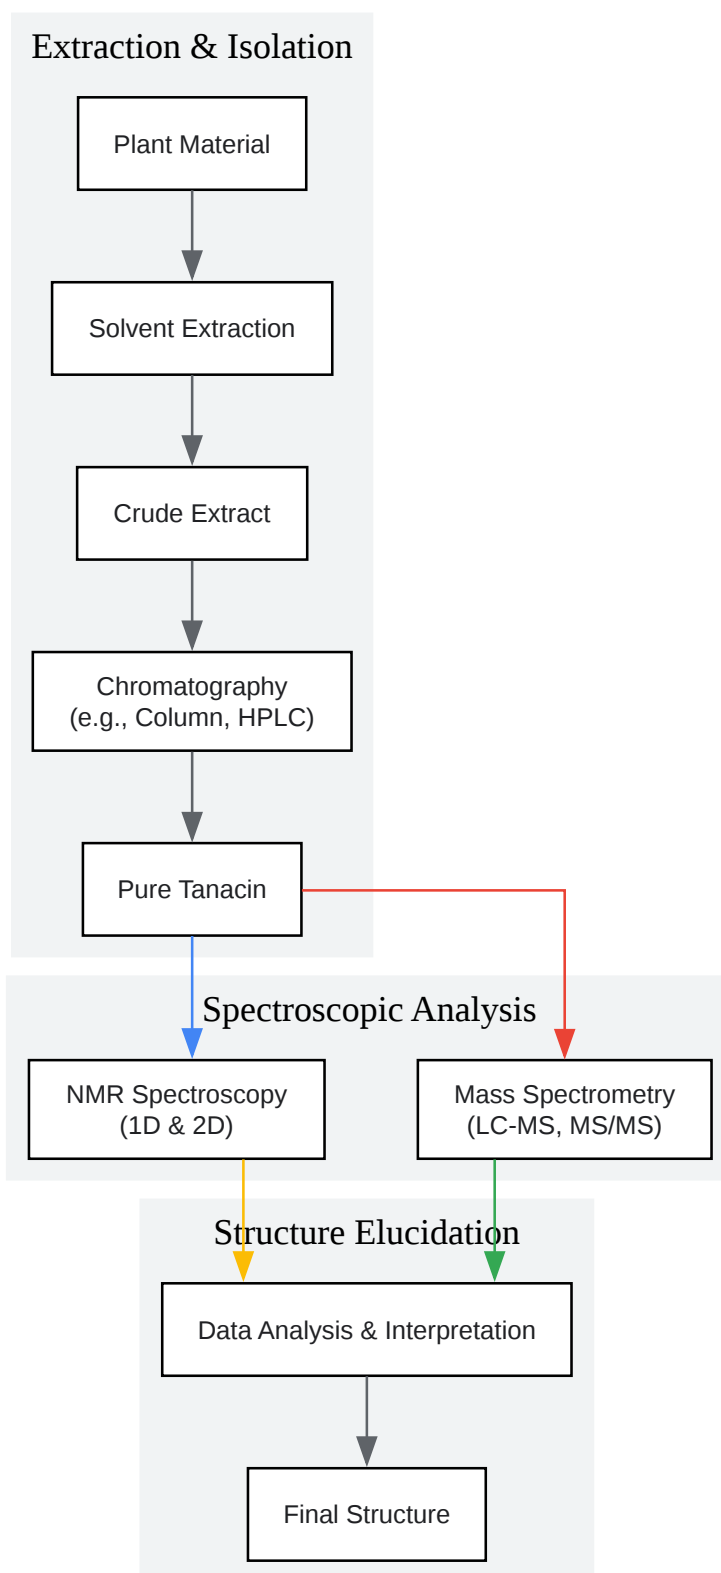 Extraction & Isolation
Plant Material
Solvent Extraction
Crude Extract
Chromatography
(e.g., Column, HPLC)
Pure Tanacin
Spectroscopic Analysis
NMR Spectroscopy
(1D & 2D)
Mass Spectrometry
(LC-MS, MS/MS)
Structure Elucidation
Data Analysis & Interpretation
Final Structure